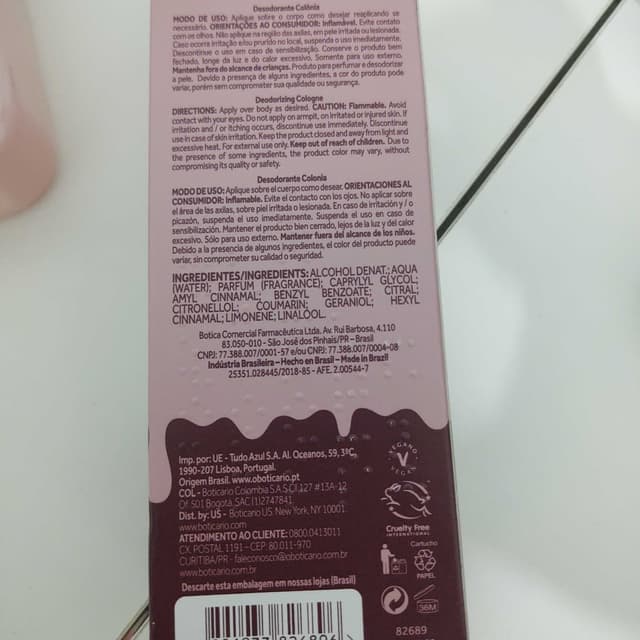 Desodorante Colônia
MODO DE USO: Aplique sobre o corpo como desejar reaplicando se
necessário. ORIENTAÇÕES AO CONSUMIDOR: Inflamável. Evite contato
com os olhos. Não aplique na região das axilas, em pele irritada ou lesionada.
Caso ocorra irritação e/ou prurido no local, suspenda o uso imediatamente.
Descontinue o uso em caso de sensibilização. Conserve o produto bem
fechado, longe da luz e do calor excessivo. Somente para uso externo.
Mantenha fora do alcance de crianças. Produto para perfumar e desodorizar
a pele. Devido a presença de alguns ingredientes, a cor do produto pode
variar, porém sem comprometer sua qualidade ou segurança.
Deodorizing Cologne
DIRECTIONS: Apply over body as desired. CAUTION: Flammable. Avoid
contact with your eyes. Do not apply on armpit, on irritated or injured skin. If
irritation and / or itching occurs, discontinue use immediately. Discontinue
use in case of skin irritation. Keep the product closed and away from light and
excessive heat. For external use only. Keep out of reach of children. Due to
the presence of some ingredients, the product color may vary, without
compromising its quality or safety.
Desodorante Colonia
MODO DE USO: Aplique sobre el cuerpo como desejar. ORIENTACIONES AL
CONSUMIDOR: Inflamable. Evite el contacto con los ojos. No aplicar sobre
el área de las axilas, sobre piel irritada o lesionada. En caso de irritación y / o
picazón, suspenda el uso imediatamente. Suspenda el uso en caso de
sensibilización. Mantener el producto bien cerrado, lejos de la luz y del calor
excesivo. Sólo para uso externo. Mantener fuera del alcance de los niños.
Debido a la presencia de algunos ingredientes, el color del producto puede
variar, sin comprometer su calidad o seguridad.
INGREDIENTES/INGREDIENTS: ALCOHOL DENAT.; AQUA
(WATER); PARFUM (FRAGRANCE); CAPRYLYL GLYCOL;
AMYL CINNAMAL; BENZYL BENZOATE; CITRAL;
CITRONELLOL; COUMARIN; GERANIOL; HEXYL
CINNAMAL; LIMONENE; LINALOOL.
Botica Comercial Farmacêutica Ltda. Av. Rui Barbosa, 4.110
83.050-010 – São José dos Pinhais/PR – Brasil
CNPJ: 77.388.007/0001-57 e/ou CNPJ: 77.388.007/0004-08
Indústria Brasileira – Hecho en Brasil – Made in Brazil
25351.028445/2018-85 - AFE. 2.00544-7
Imp. por: UE - Tudo Azul S.A. Al. Oceanos, 59, 3ºC,
1990-207 Lisboa, Portugal.
Origem Brasil. www.oboticario.pt
COL - Boticario Colombia S.A.S Cl 127 #13A-12
Of. 501 Bogotá. SAC (1)2747841.
Dist. by: US - Boticario US. New York, NY 10001.
www.boticario.com
ATENDIMENTO AO CLIENTE: 0800.0413011
CX. POSTAL 1191 - CEP: 80.011-970
CURITIBA/PR - faleconosco@oboticario.com.br
www.boticario.com.br
Descarte esta embalagem em nossas lojas (Brasil)
VEGANO
VEGAN
Cruelty Free
INTERNATIONAL
Cartucho
PAPEL
36M
82689